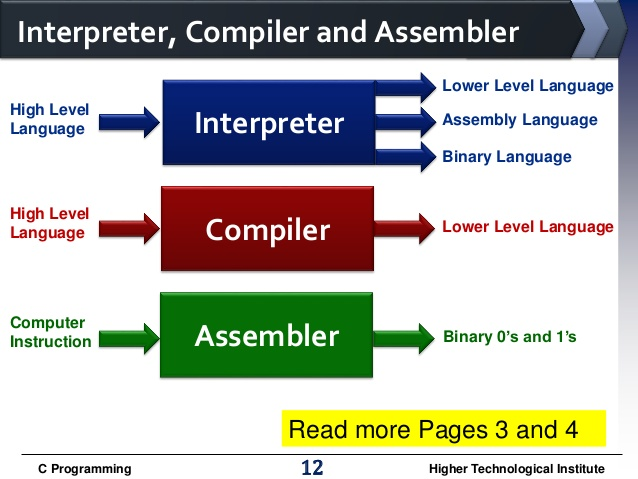 Interpreter, Compiler and Assembler
High Level
Language
Interpreter
Lower Level Language
Assembly Language
Binary Language
High Level
Language
Compiler
Lower Level Language
Computer
Instruction
Assembler
Binary 0's and 1's
Read more Pages 3 and 4
C Programming
12
Higher Technological Institute